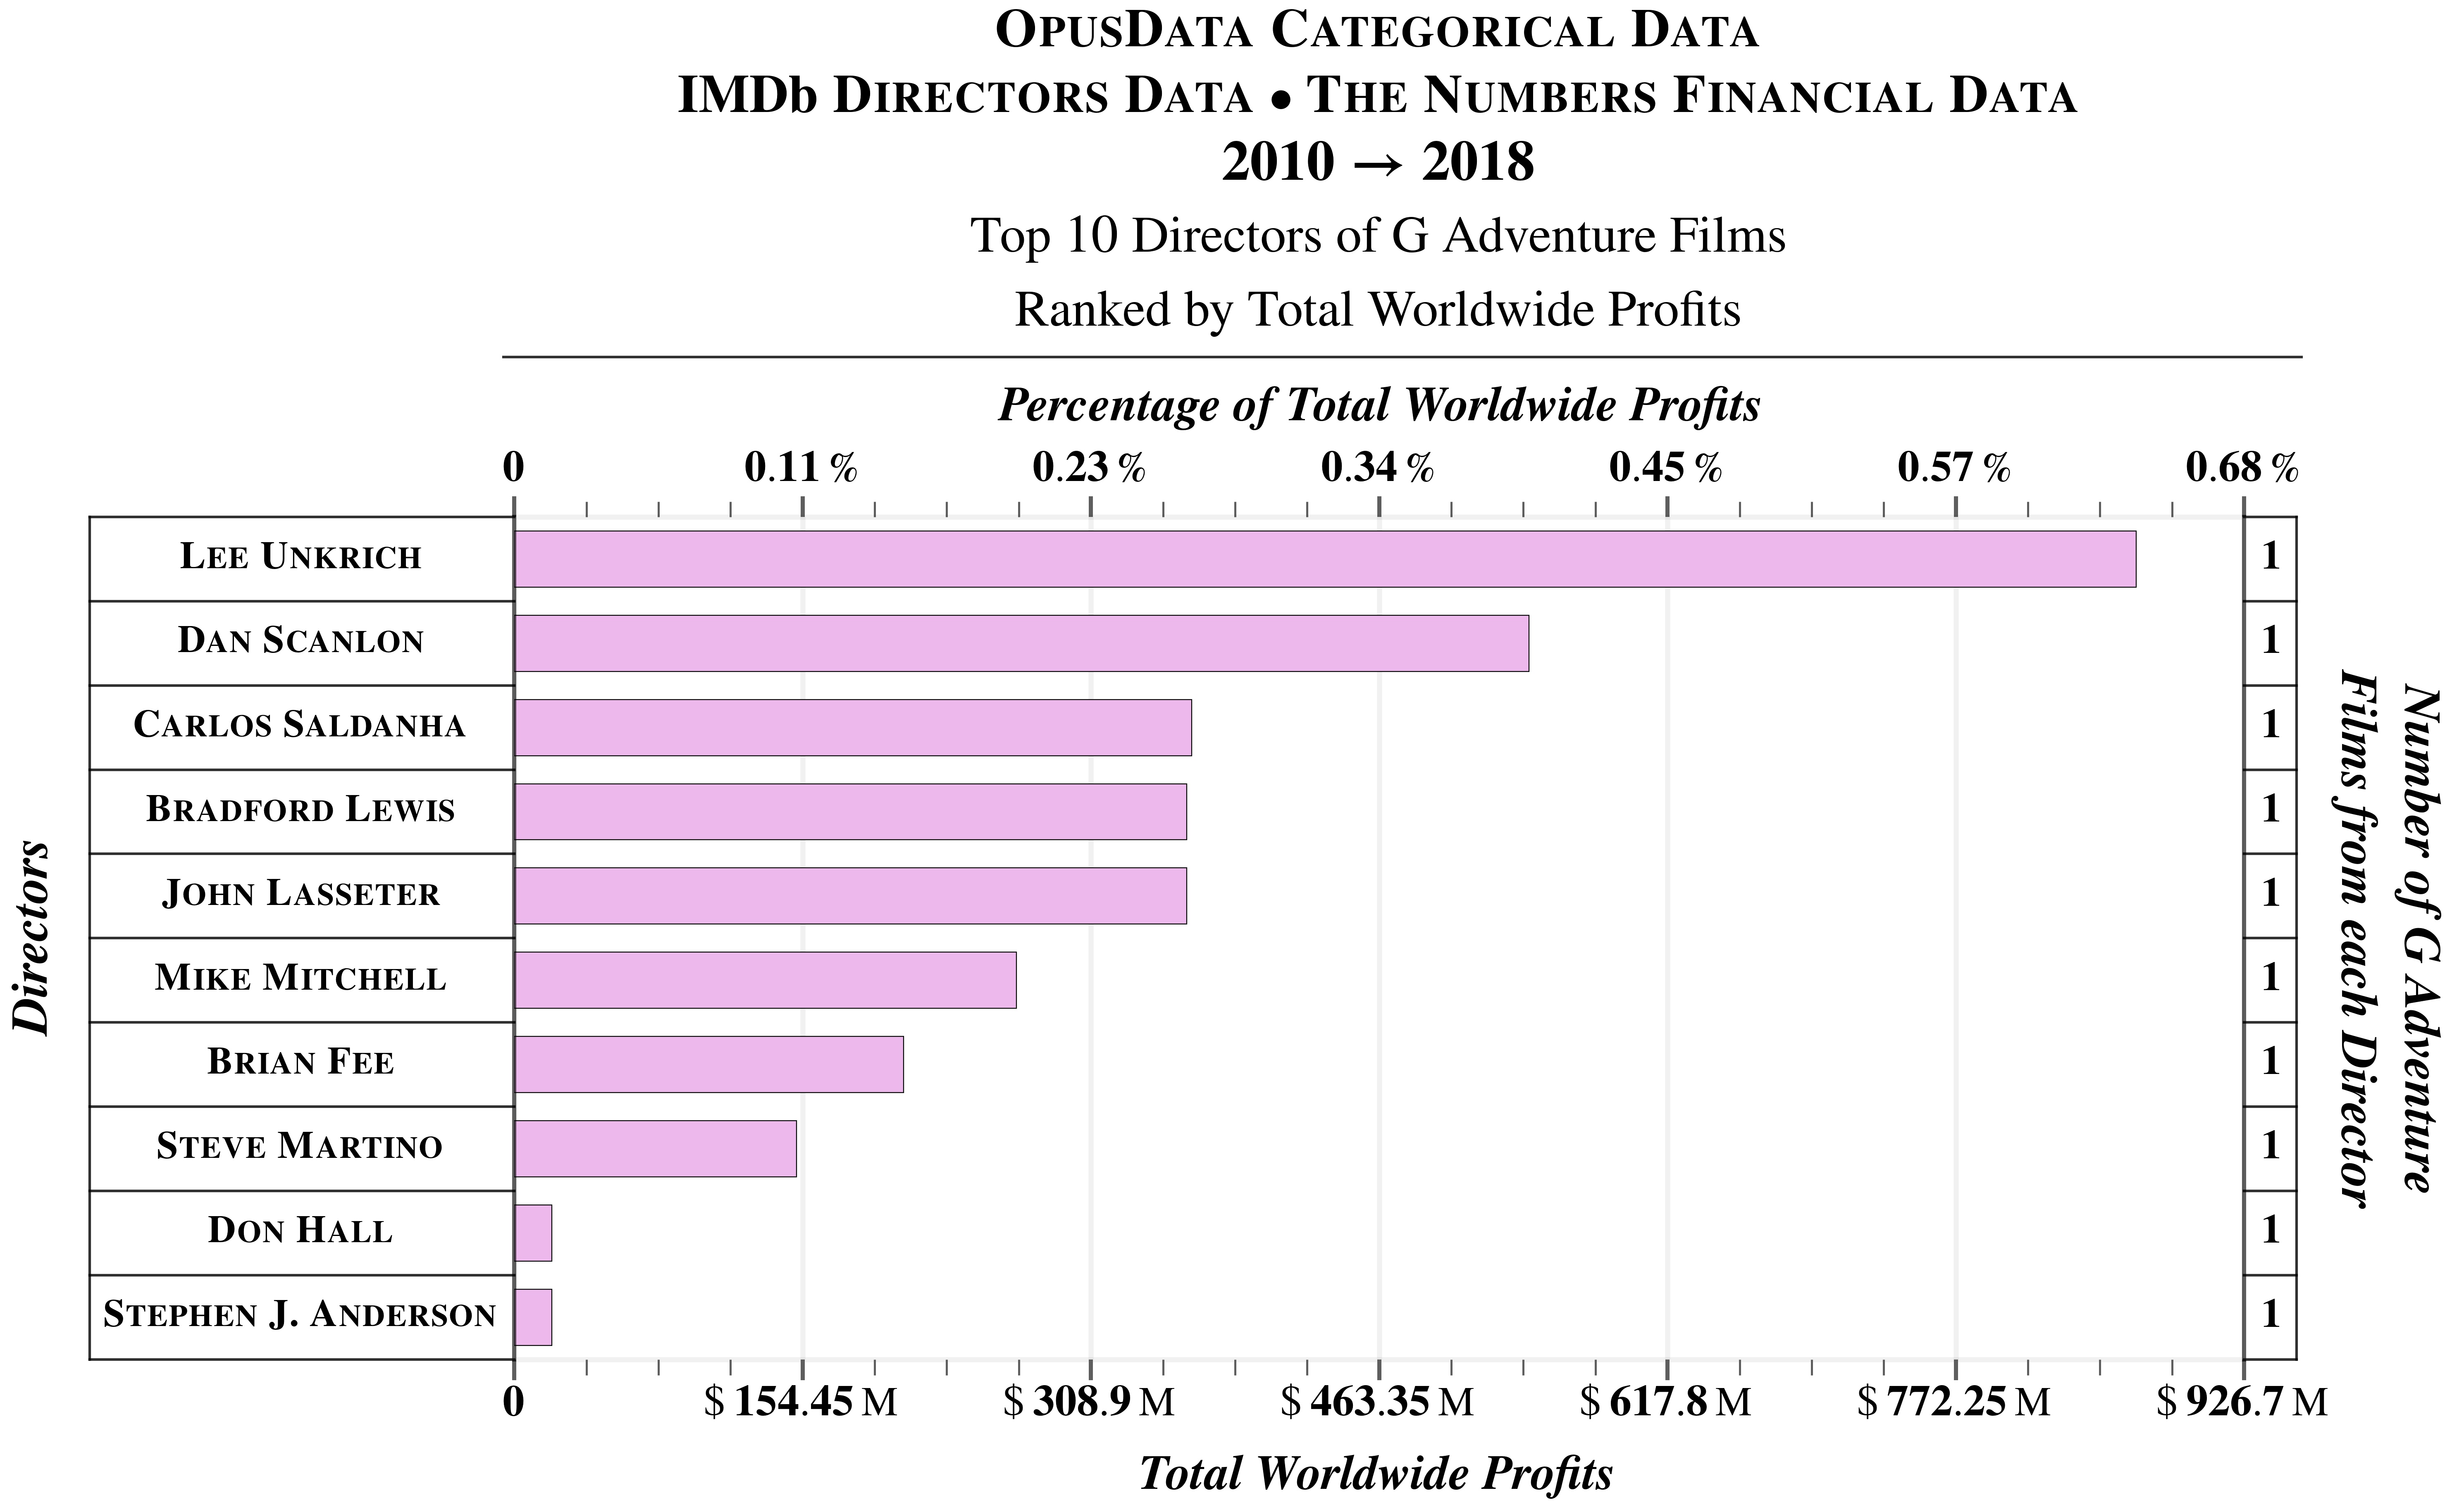 OpusData Categorical Data
IMDb Directors Data • The Numbers Financial Data
2010 → 2018
Top 10 Directors of G Adventure Films
Ranked by Total Worldwide Profits
Percentage of Total Worldwide Profits
0 0.11 % 0.23 % 0.34 % 0.45 % 0.57 % 0.68 %
Directors
Lee Unkrich 1
Dan Scanlon 1
Carlos Saldanha 1
Bradford Lewis 1
John Lasseter 1
Mike Mitchell 1
Brian Fee 1
Steve Martino 1
Don Hall 1
Stephen J. Anderson 1
Number of G Adventure
Films from each Director
0 $ 154.45 M $ 308.9 M $ 463.35 M $ 617.8 M $ 772.25 M $ 926.7 M
Total Worldwide Profits